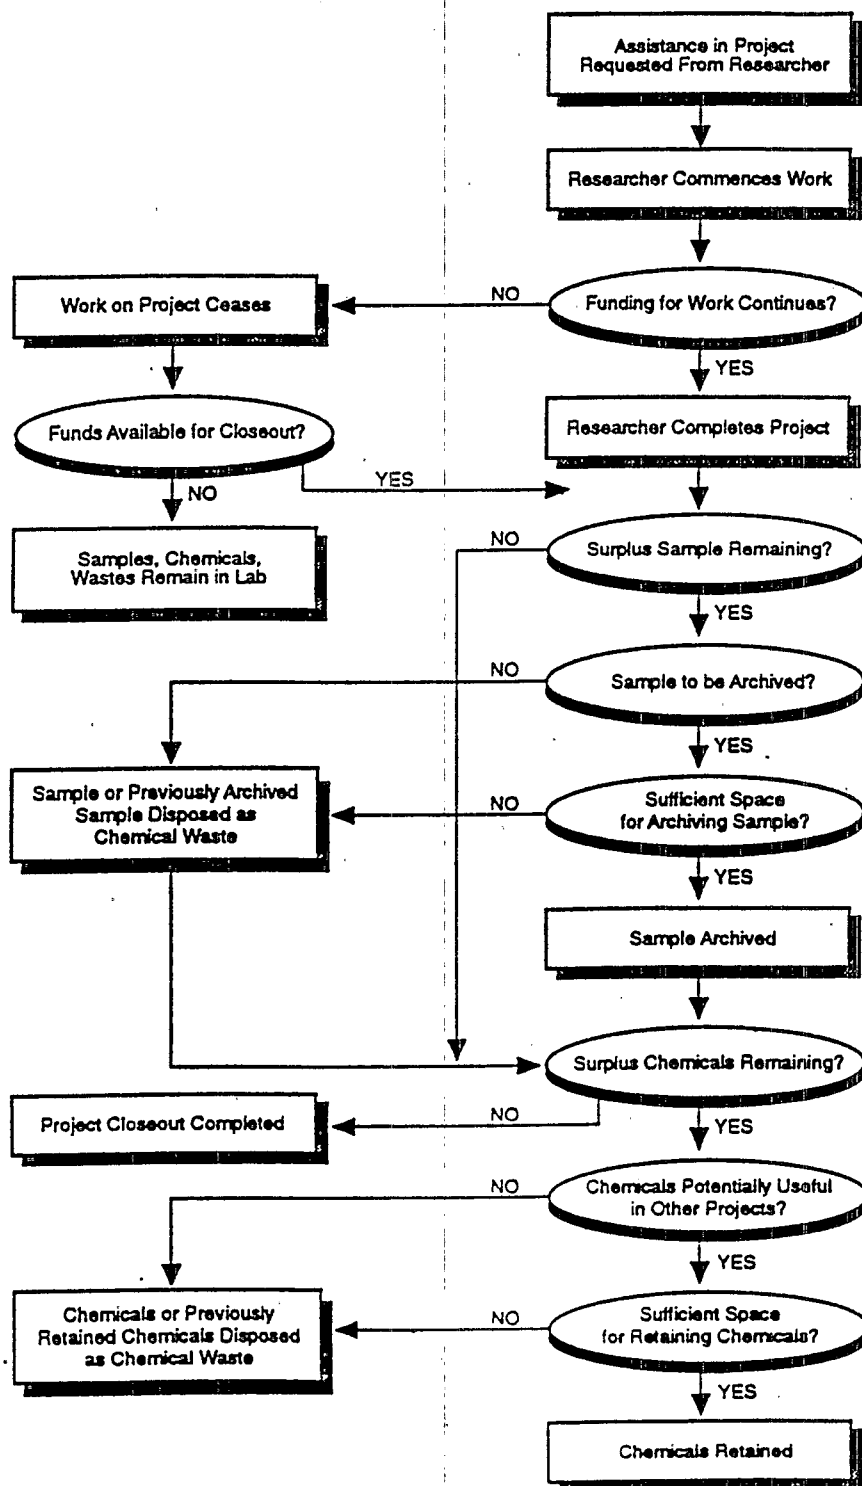 Assistance in Project
Requested From Researcher
Researcher Commences Work
Work on Project Ceases
NO
Funding for Work Continues?
YES
Funds Available for Closeout?
Researcher Completes Project
YES
NO
NO
Surplus Sample Remaining?
Samples, Chemicals,
Wastes Remain in Lab
YES
NO
Sample to be Archived?
YES
Sample or Previously Archived
Sample Disposed as
Chemical Waste
NO
Sufficient Space
for Archiving Sample?
YES
Sample Archived
Surplus Chemicals Remaining?
Project Closeout Completed
NO
YES
NO
Chemicals Potentially Useful
in Other Projects?
YES
Chemicals or Previously
Retained Chemicals Disposed
as Chemical Waste
NO
Sufficient Space
for Retaining Chemicals?
YES
Chemicals Retained